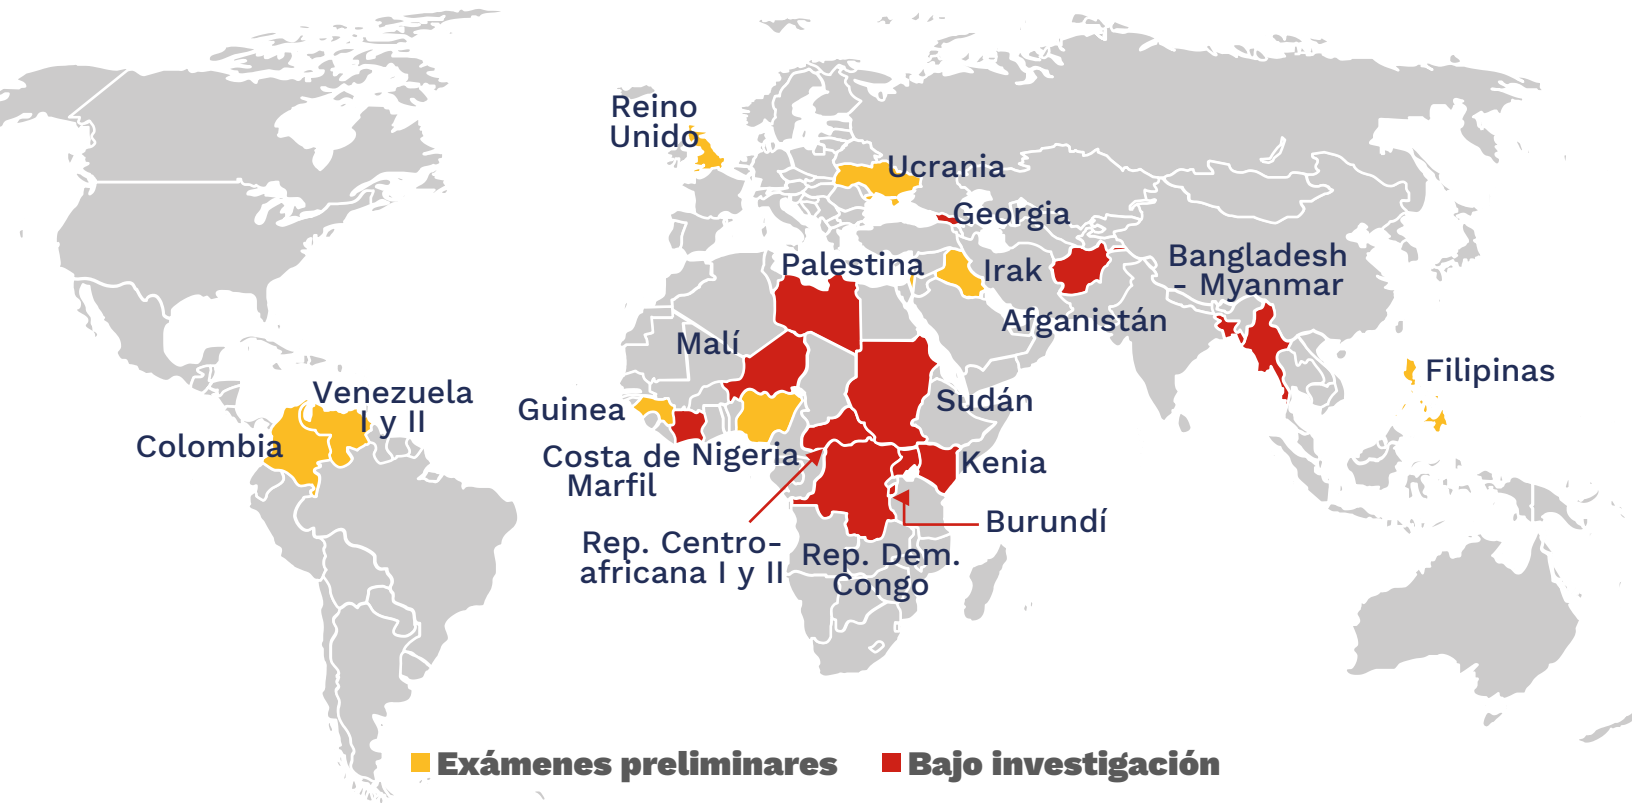 Reino
Unido
Ucrania
Georgia
Palestina
Irak
Bangladesh
- Myanmar
Afganistán
Malí
Filipinas
Venezuela
I y II
Guinea
Sudán
Colombia
Costa de
Marfil
Nigeria
Kenia
Burundí
Rep. Centro-
africana I y II
Rep. Dem.
Congo
Exámenes preliminares
Bajo investigación